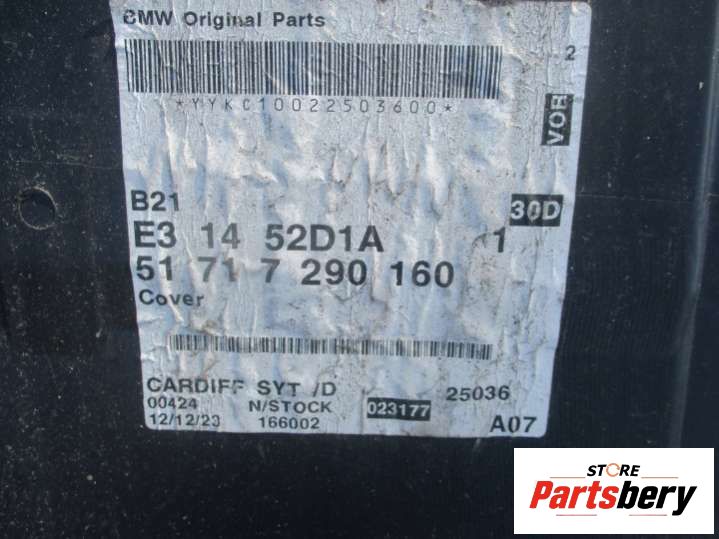 BMW Original Parts
2
*YYKC10022503600*
VOR
B21
30D
E3 14 52D1A 1
51 71 7 290 160
Cover
CARDIFF SYT /D 25036
00424 N/STOCK 023177
12/12/23 166002 A07
STORE
Partsbery